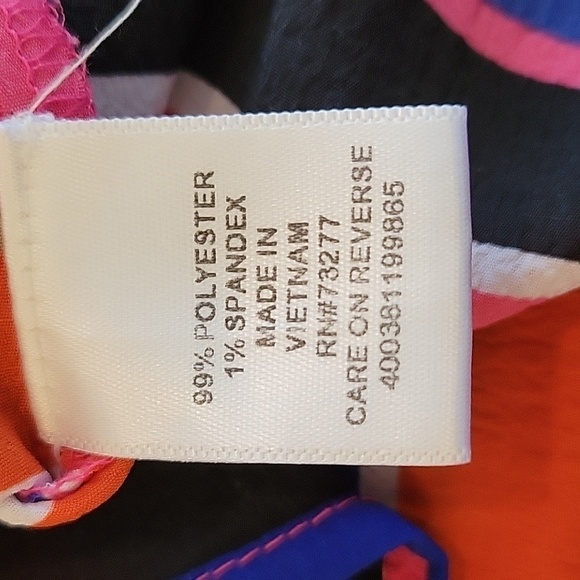 99% POLYESTER
1% SPANDEX
MADE IN
VIETNAM
RN#73277
CARE ON REVERSE
400381199865